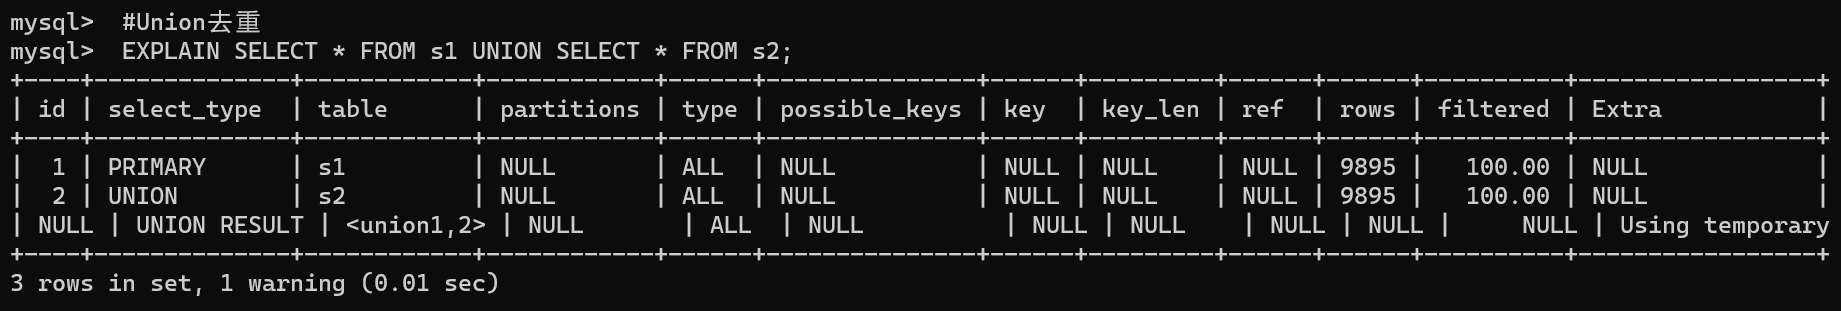 mysql>  #Union去重
mysql>  EXPLAIN SELECT * FROM s1 UNION SELECT * FROM s2;
+----+--------------+------------+------------+------+---------------+------+---------+------+------+----------+-----------------+
| id | select_type  | table      | partitions | type | possible_keys | key  | key_len | ref  | rows | filtered | Extra           |
+----+--------------+------------+------------+------+---------------+------+---------+------+------+----------+-----------------+
|  1 | PRIMARY      | s1         | NULL       | ALL  | NULL          | NULL | NULL    | NULL | 9895 |   100.00 | NULL            |
|  2 | UNION        | s2         | NULL       | ALL  | NULL          | NULL | NULL    | NULL | 9895 |   100.00 | NULL            |
| NULL | UNION RESULT | <union1,2> | NULL       | ALL  | NULL          | NULL | NULL    | NULL | NULL |     NULL | Using temporary
+----+--------------+------------+------------+------+---------------+------+---------+------+------+----------+-----------------+
3 rows in set, 1 warning (0.01 sec)